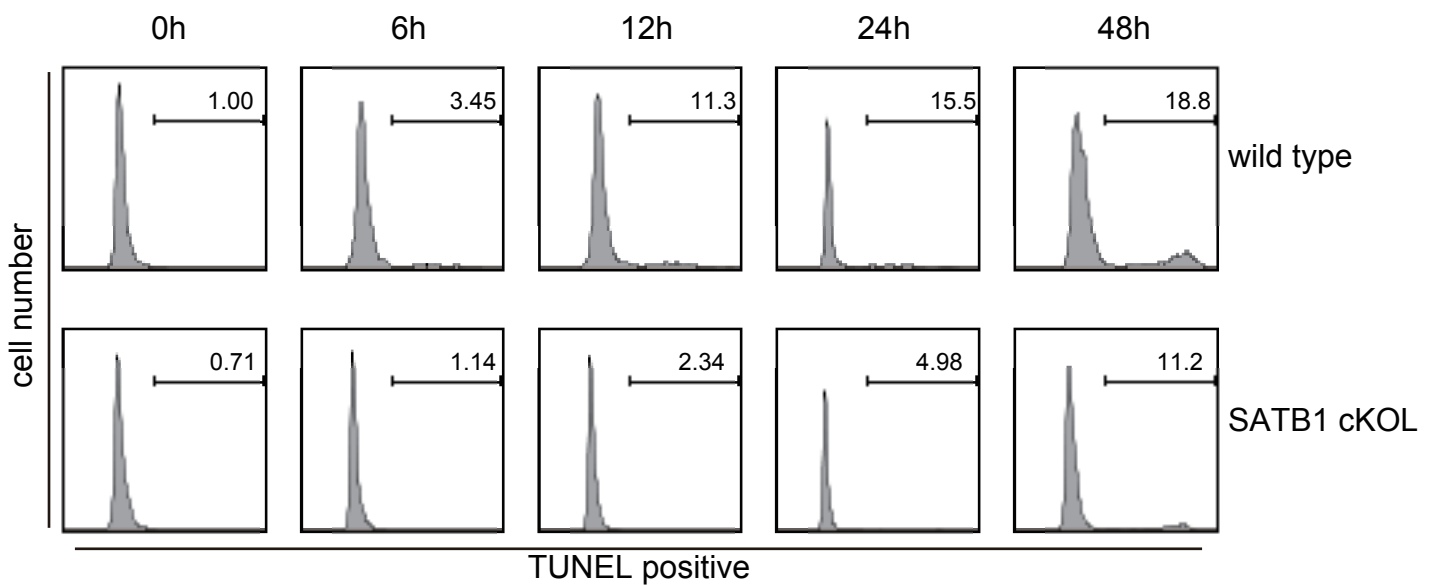 0h 6h 12h 24h 48h
1.00 3.45 11.3 15.5 18.8
wild type
cell number
0.71 1.14 2.34 4.98 11.2
SATB1 cKOL
TUNEL positive